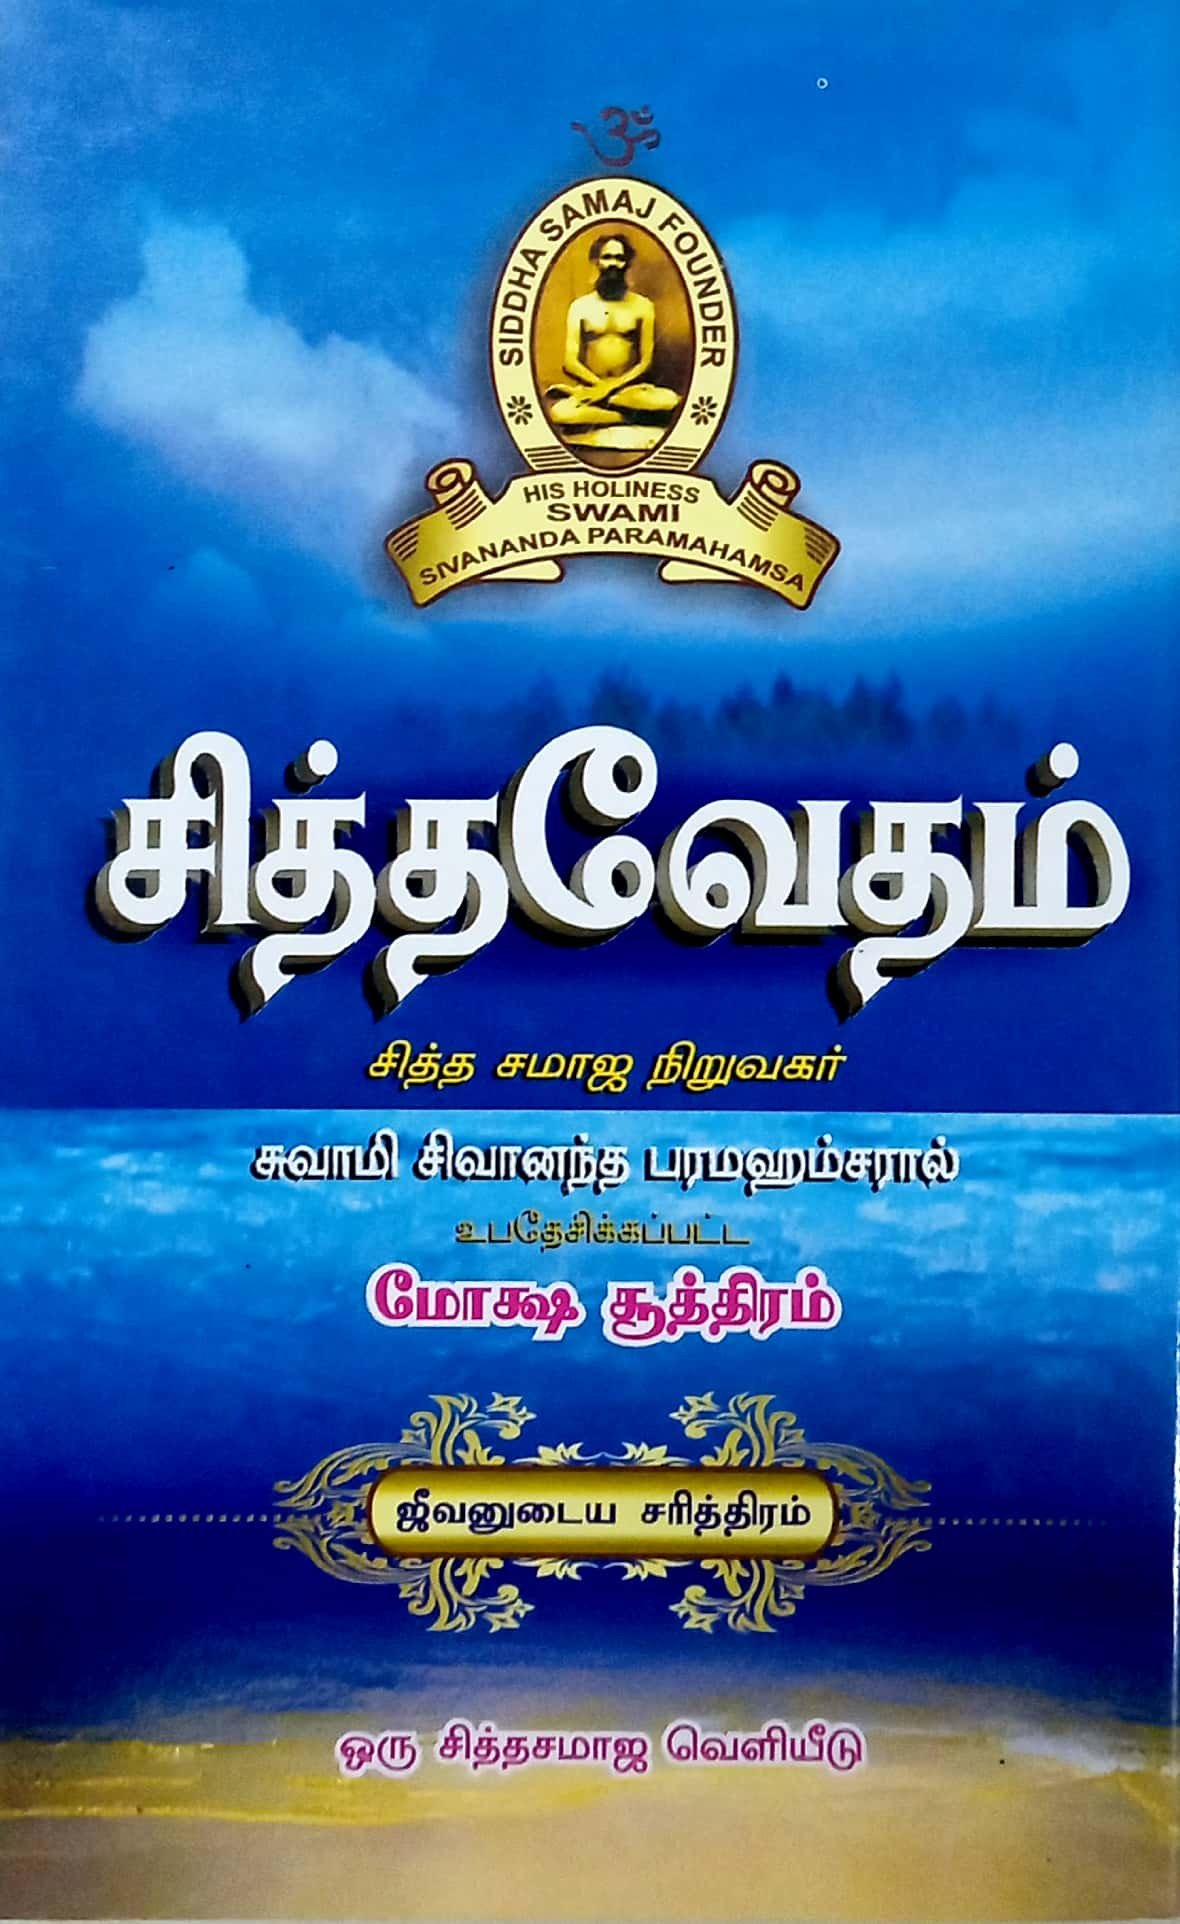 ௐ
SIDDHA SAMAJ FOUNDER
HIS HOLINESS
SWAMI
SIVANANDA PARAMAHAMSA
சித்தவேதம்
சித்த சமாஜ நிறுவகர்
சுவாமி சிவானந்த பரமஹம்சரால்
உபதேசிக்கப்பட்ட
மோக்ஷ சூத்திரம்
ஜீவனுடைய சரித்திரம்
ஒரு சித்தசமாஜ வெளியீடு